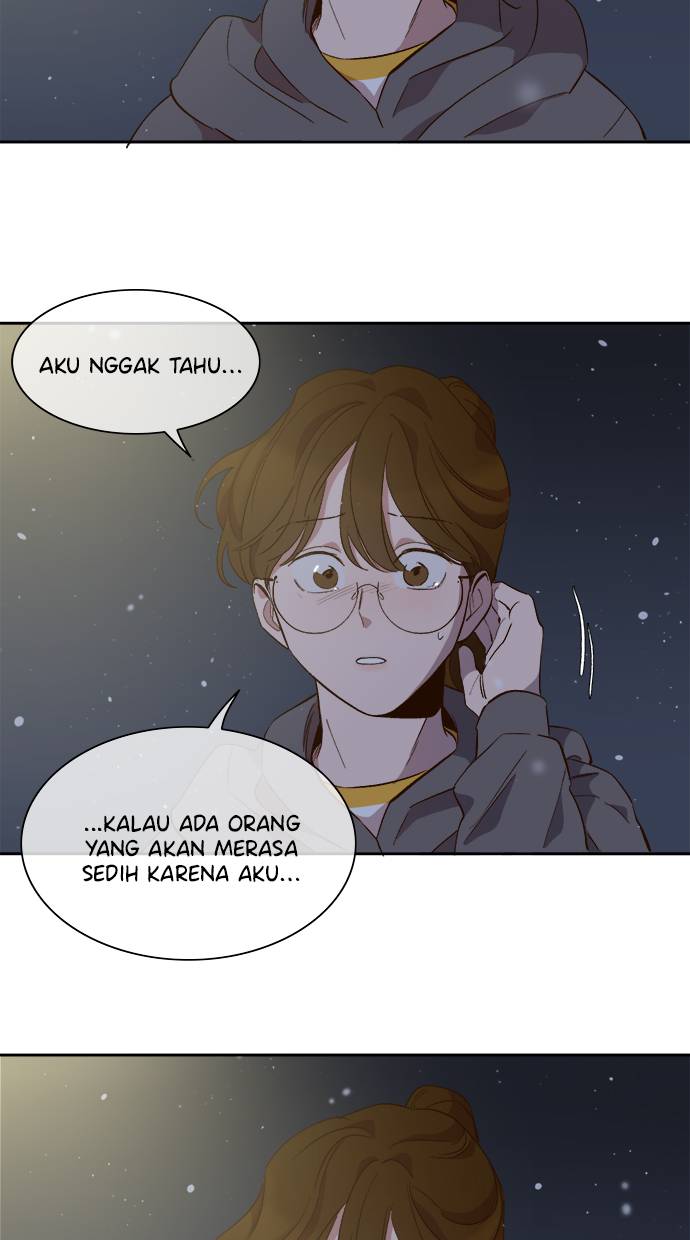 AKU NGGAK TAHU...
...KALAU ADA ORANG
YANG AKAN MERASA
SEDIH KARENA AKU...